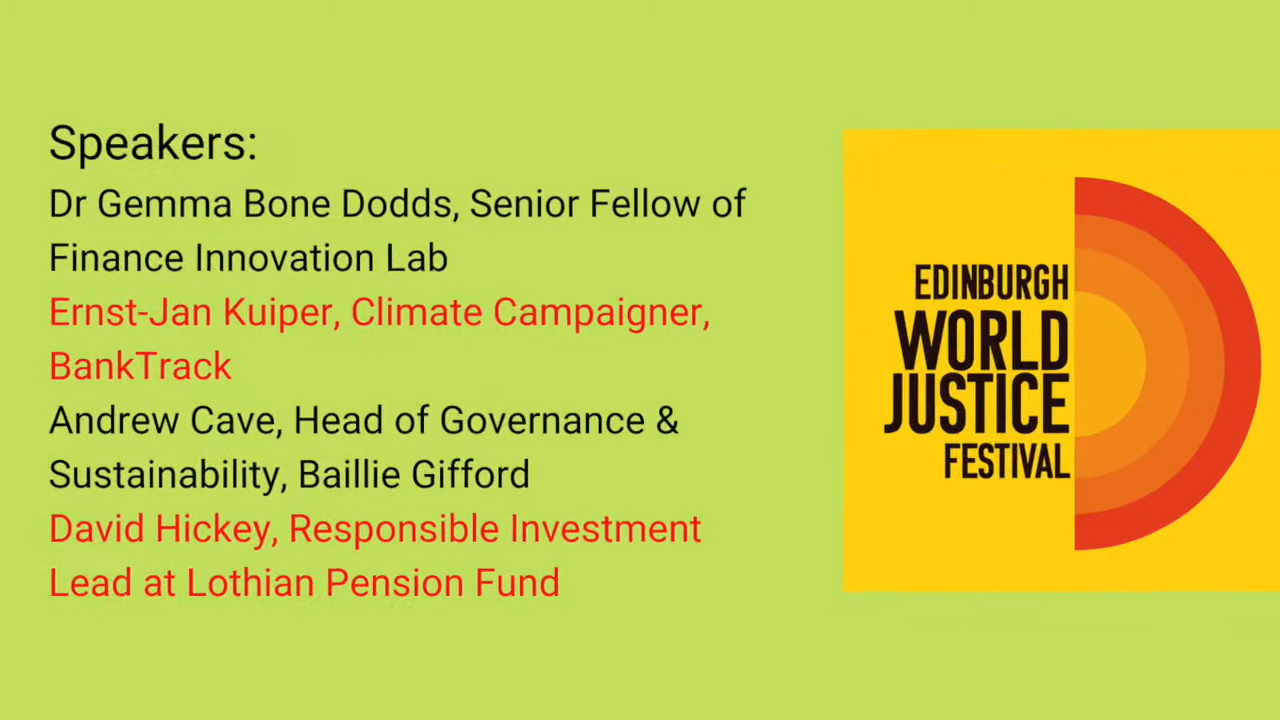 Speakers:
Dr Gemma Bone Dodds, Senior Fellow of
Finance Innovation Lab
Ernst-Jan Kuiper, Climate Campaigner,
BankTrack
Andrew Cave, Head of Governance &
Sustainability, Baillie Gifford
David Hickey, Responsible Investment
Lead at Lothian Pension Fund
EDINBURGH
WORLD
JUSTICE
FESTIVAL